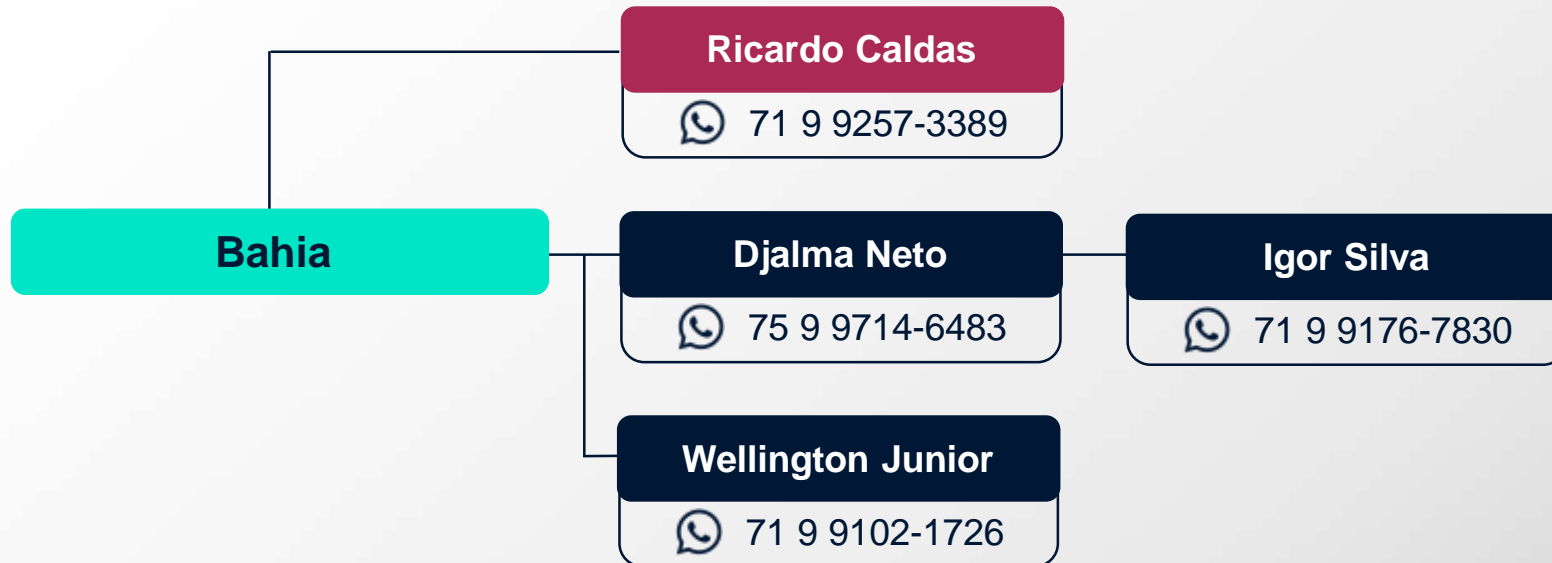 Ricardo Caldas
71 9 9257-3389
Bahia
Djalma Neto
75 9 9714-6483
Igor Silva
71 9 9176-7830
Wellington Junior
71 9 9102-1726